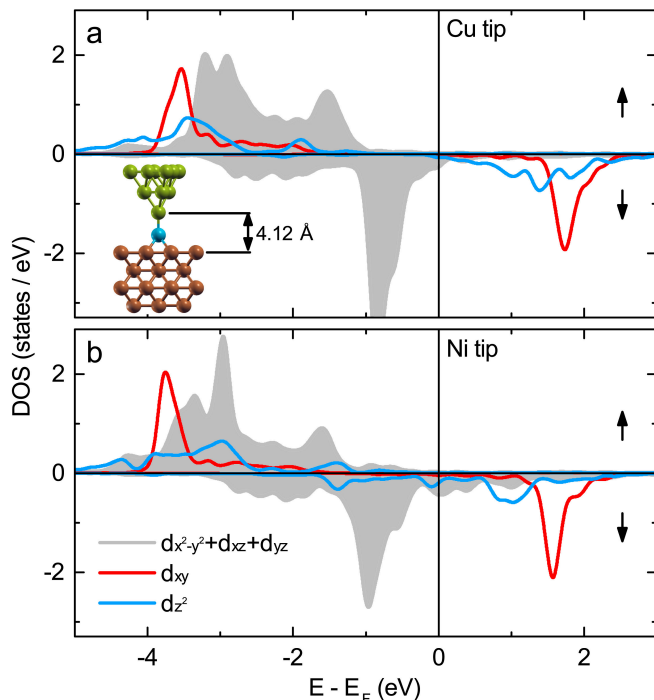 a
Cu tip
2
0
-2
4.12 Å
DOS (states / eV)
b
Ni tip
2
0
-2
dx²-y²+dxz+dyz
dxy
dz²
-4
-2
0
2
E - EF (eV)